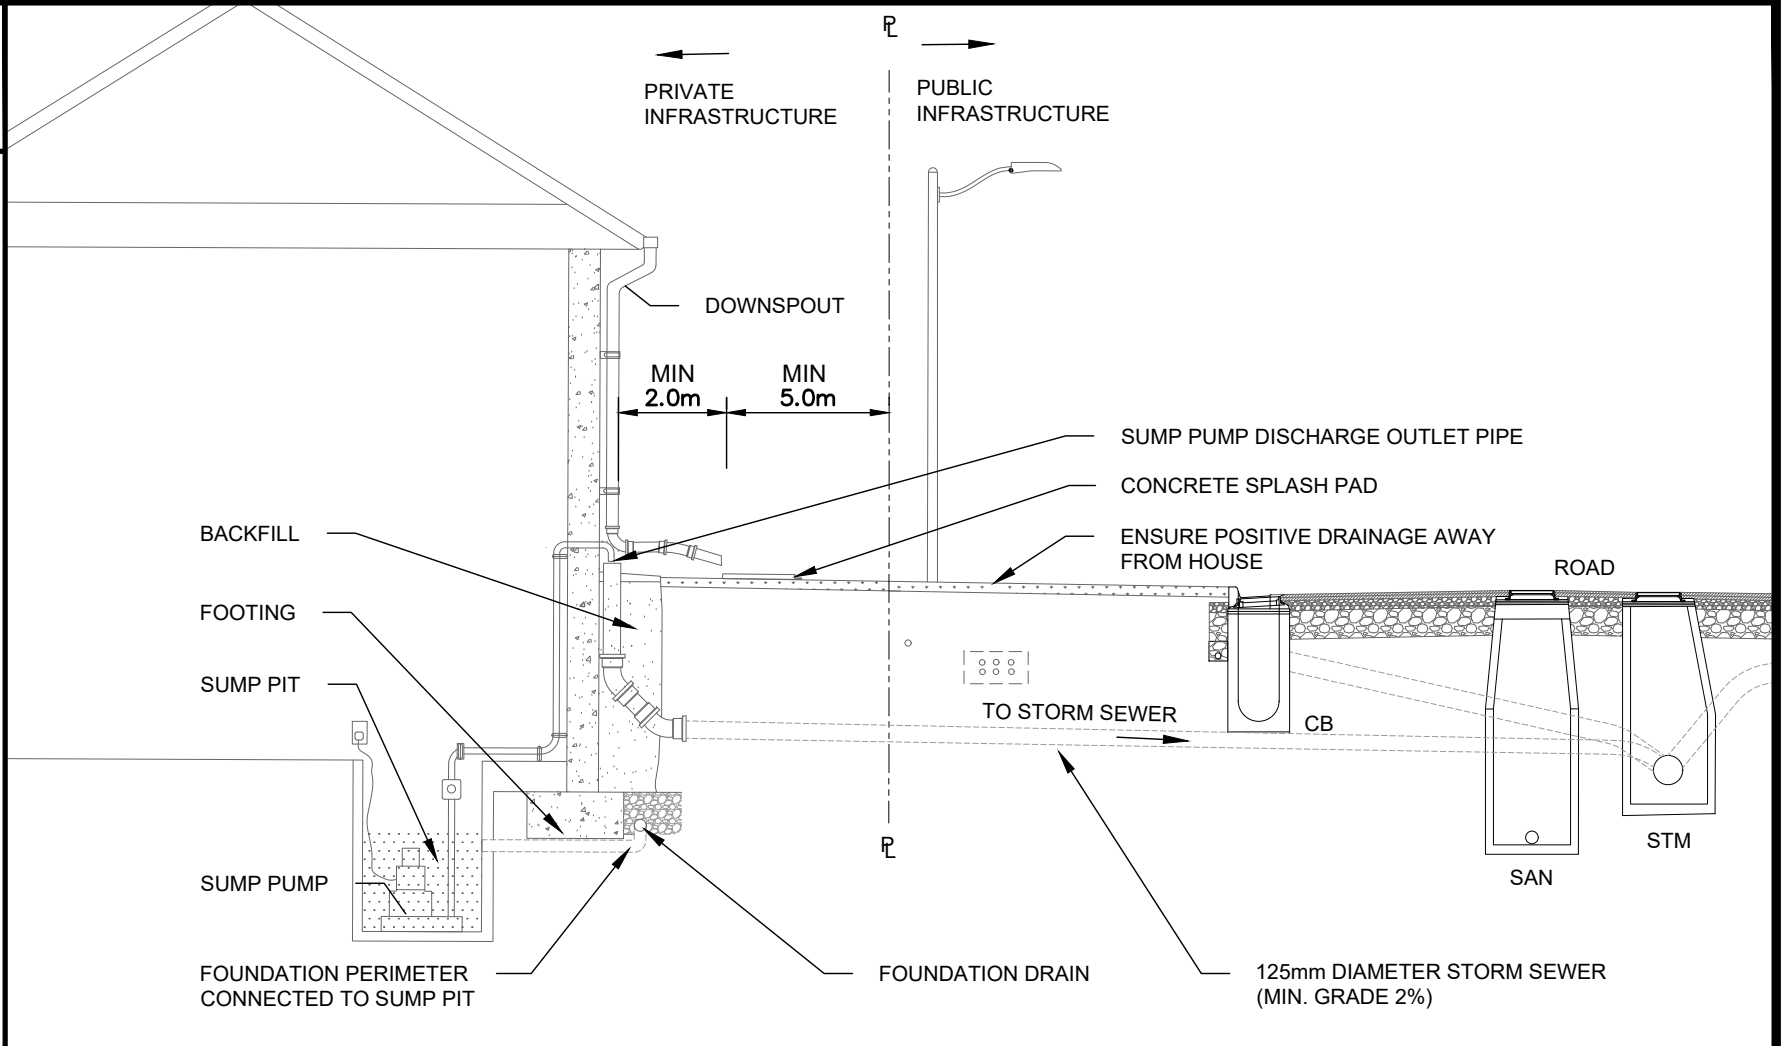 ℄
PRIVATE
INFRASTRUCTURE
PUBLIC
INFRASTRUCTURE
DOWNSPOUT
MIN
2.0m
MIN
5.0m
SUMP PUMP DISCHARGE OUTLET PIPE
CONCRETE SPLASH PAD
ENSURE POSITIVE DRAINAGE AWAY
FROM HOUSE
BACKFILL
ROAD
FOOTING
SUMP PIT
TO STORM SEWER
CB
STM
℄
SAN
SUMP PUMP
FOUNDATION PERIMETER
CONNECTED TO SUMP PIT
FOUNDATION DRAIN
125mm DIAMETER STORM SEWER
(MIN. GRADE 2%)